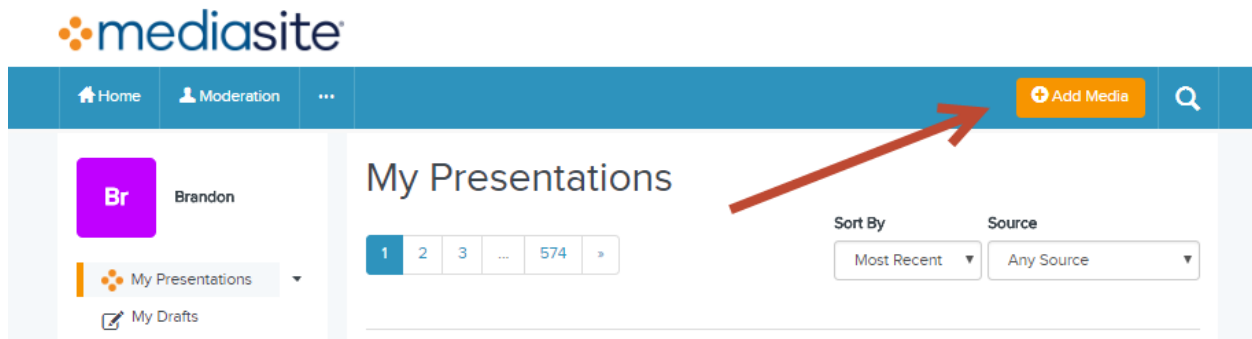 mediasite
Home Moderation ... Add Media
Br Brandon
My Presentations
Sort By Source
1 2 3 ... 574 »
Most Recent Any Source
My Presentations
My Drafts